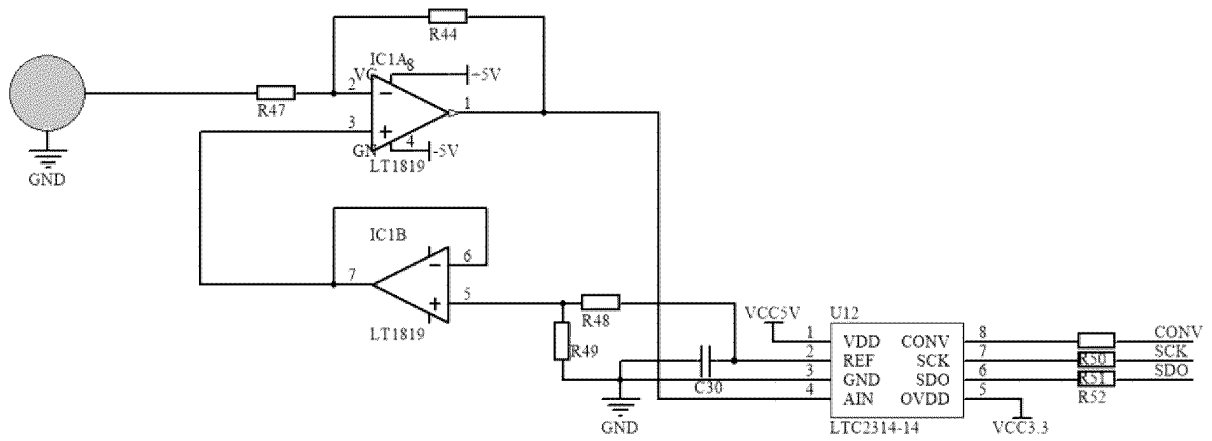 R44
IC1A
VC
8
+5V
2
1
R47
3
GN
4
-5V
LT1819
GND
IC1B
6
7
5
LT1819
R48
R49
C30
GND
VCC5V
U12
1 VDD CONV 8 CONV
2 REF SCK 7 R50 SCK
3 GND SDO 6 R51 SDO
4 AIN OVDD 5 R52
LTC2314-14
VCC3.3